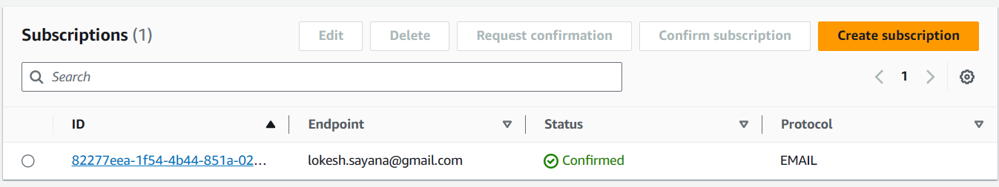 Subscriptions (1)
Edit
Delete
Request confirmation
Confirm subscription
Create subscription
Search
1
ID
Endpoint
Status
Protocol
82277eea-1f54-4b44-851a-02...
lokesh.sayana@gmail.com
Confirmed
EMAIL